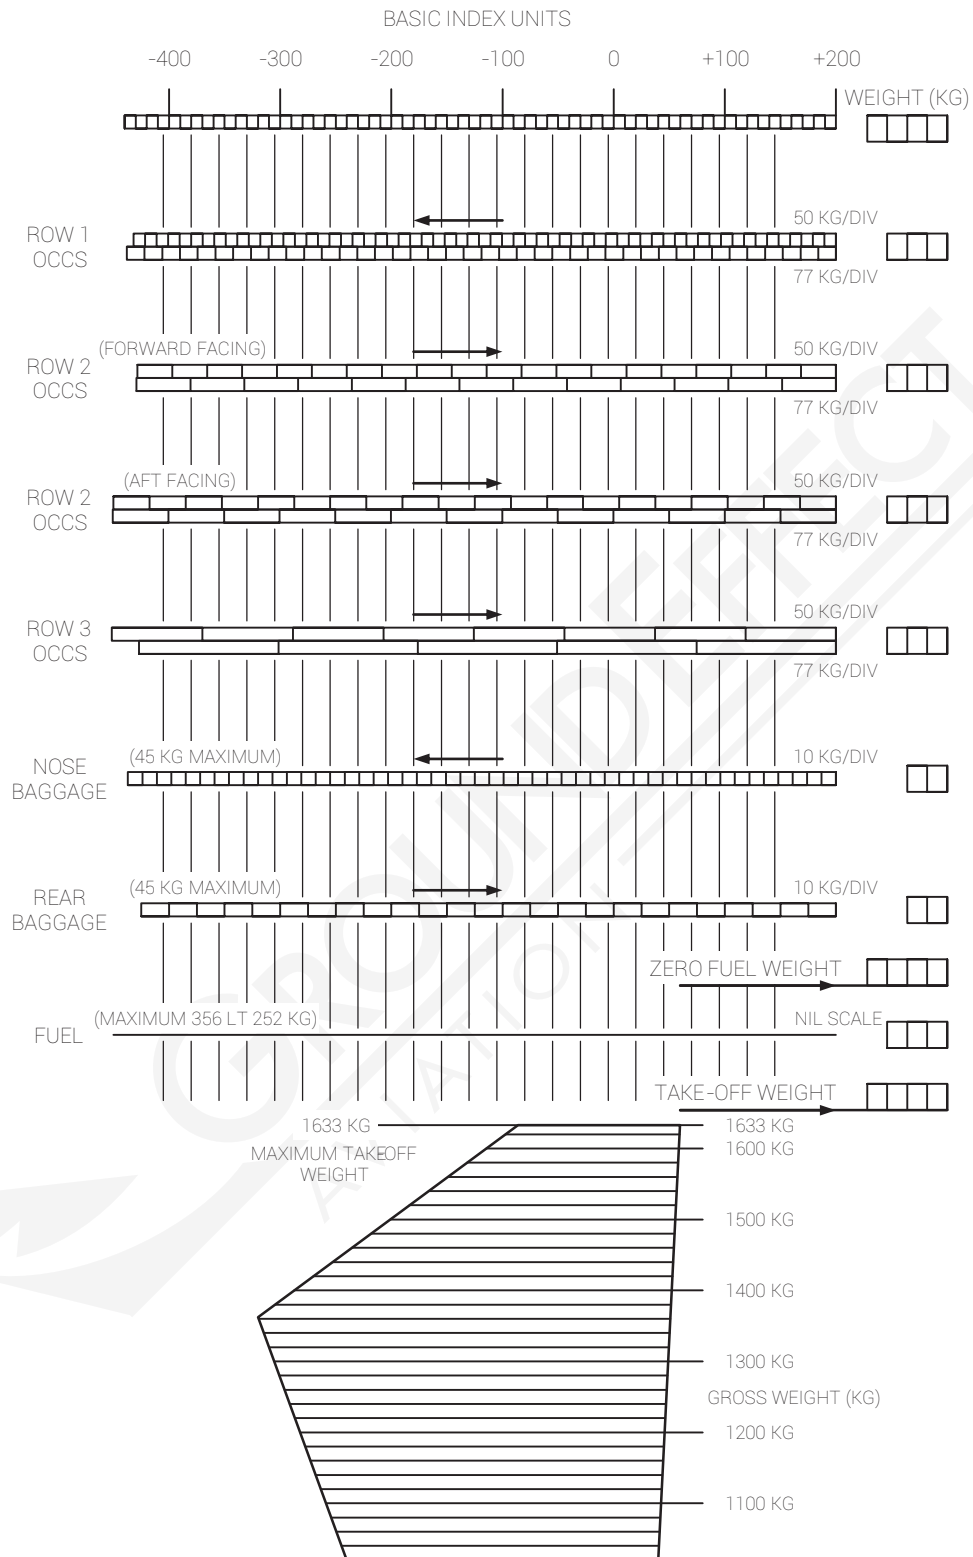 BASIC INDEX UNITS
-400 -300 -200 -100 0 +100 +200
WEIGHT (KG)
50 KG/DIV
ROW 1
OCCS
77 KG/DIV
(FORWARD FACING)
50 KG/DIV
ROW 2
OCCS
77 KG/DIV
(AFT FACING)
50 KG/DIV
ROW 2
OCCS
77 KG/DIV
50 KG/DIV
ROW 3
OCCS
77 KG/DIV
(45 KG MAXIMUM)
10 KG/DIV
NOSE
BAGGAGE
(45 KG MAXIMUM)
10 KG/DIV
REAR
BAGGAGE
ZERO FUEL WEIGHT
(MAXIMUM 356 LT 252 KG)
NIL SCALE
FUEL
TAKE-OFF WEIGHT
1633 KG
1633 KG
MAXIMUM TAKEOFF
WEIGHT
1600 KG
1500 KG
1400 KG
1300 KG
GROSS WEIGHT (KG)
1200 KG
1100 KG
GROUND EFFECT
AVIATION